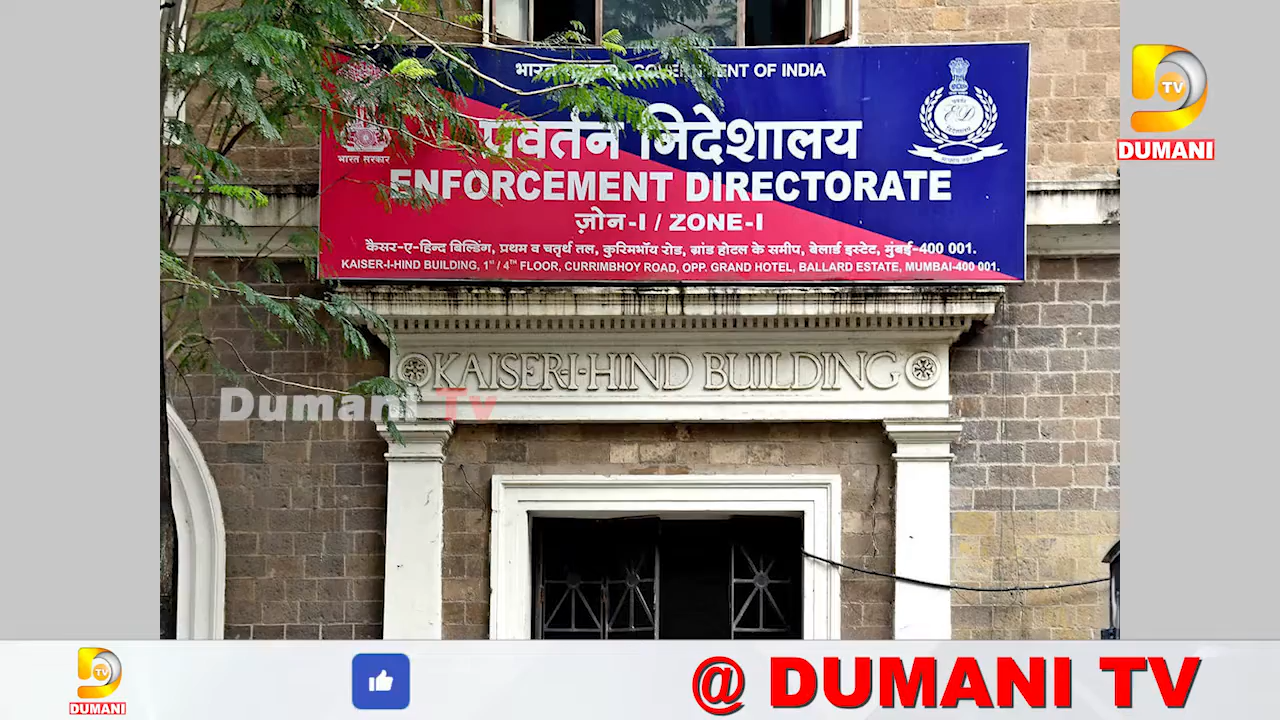 GOVERNMENT OF INDIA
भारत सरकार
निदेशालय
ENFORCEMENT DIRECTORATE
ज़ोन-I / ZONE-I
कैसर-ए-हिन्द बिल्डिंग, प्रथम व चतुर्थ तल, कुरिमभॉय रोड, ब्रांड होटल के समीप, बेलार्ड इस्टेट, मुंबई-400 001.
KAISER-I-HIND BUILDING, 1ST / 4TH FLOOR, CURRIMBHOY ROAD, OPP. GRAND HOTEL, BALLARD ESTATE, MUMBAI-400 001.
KAISER-I-HIND BUILDING
Dumani Tv
D TV
DUMANI
D TV
DUMANI
@ DUMANI TV